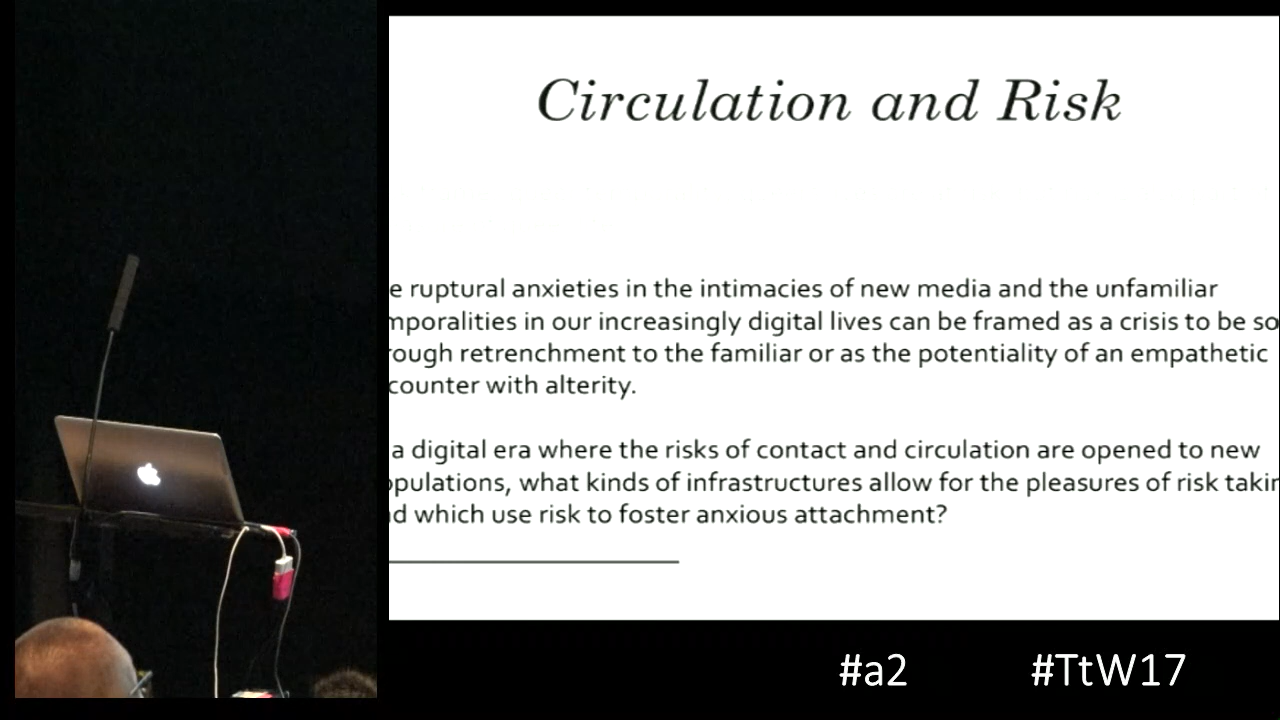 Circulation and Risk
e ruptural anxieties in the intimacies of new media and the unfamiliar
mporalities in our increasingly digital lives can be framed as a crisis to be so
rough retrenchment to the familiar or as the potentiality of an empathetic
counter with alterity.
a digital era where the risks of contact and circulation are opened to new
opulations, what kinds of infrastructures allow for the pleasures of risk takin
d which use risk to foster anxious attachment?
#a2 #TtW17